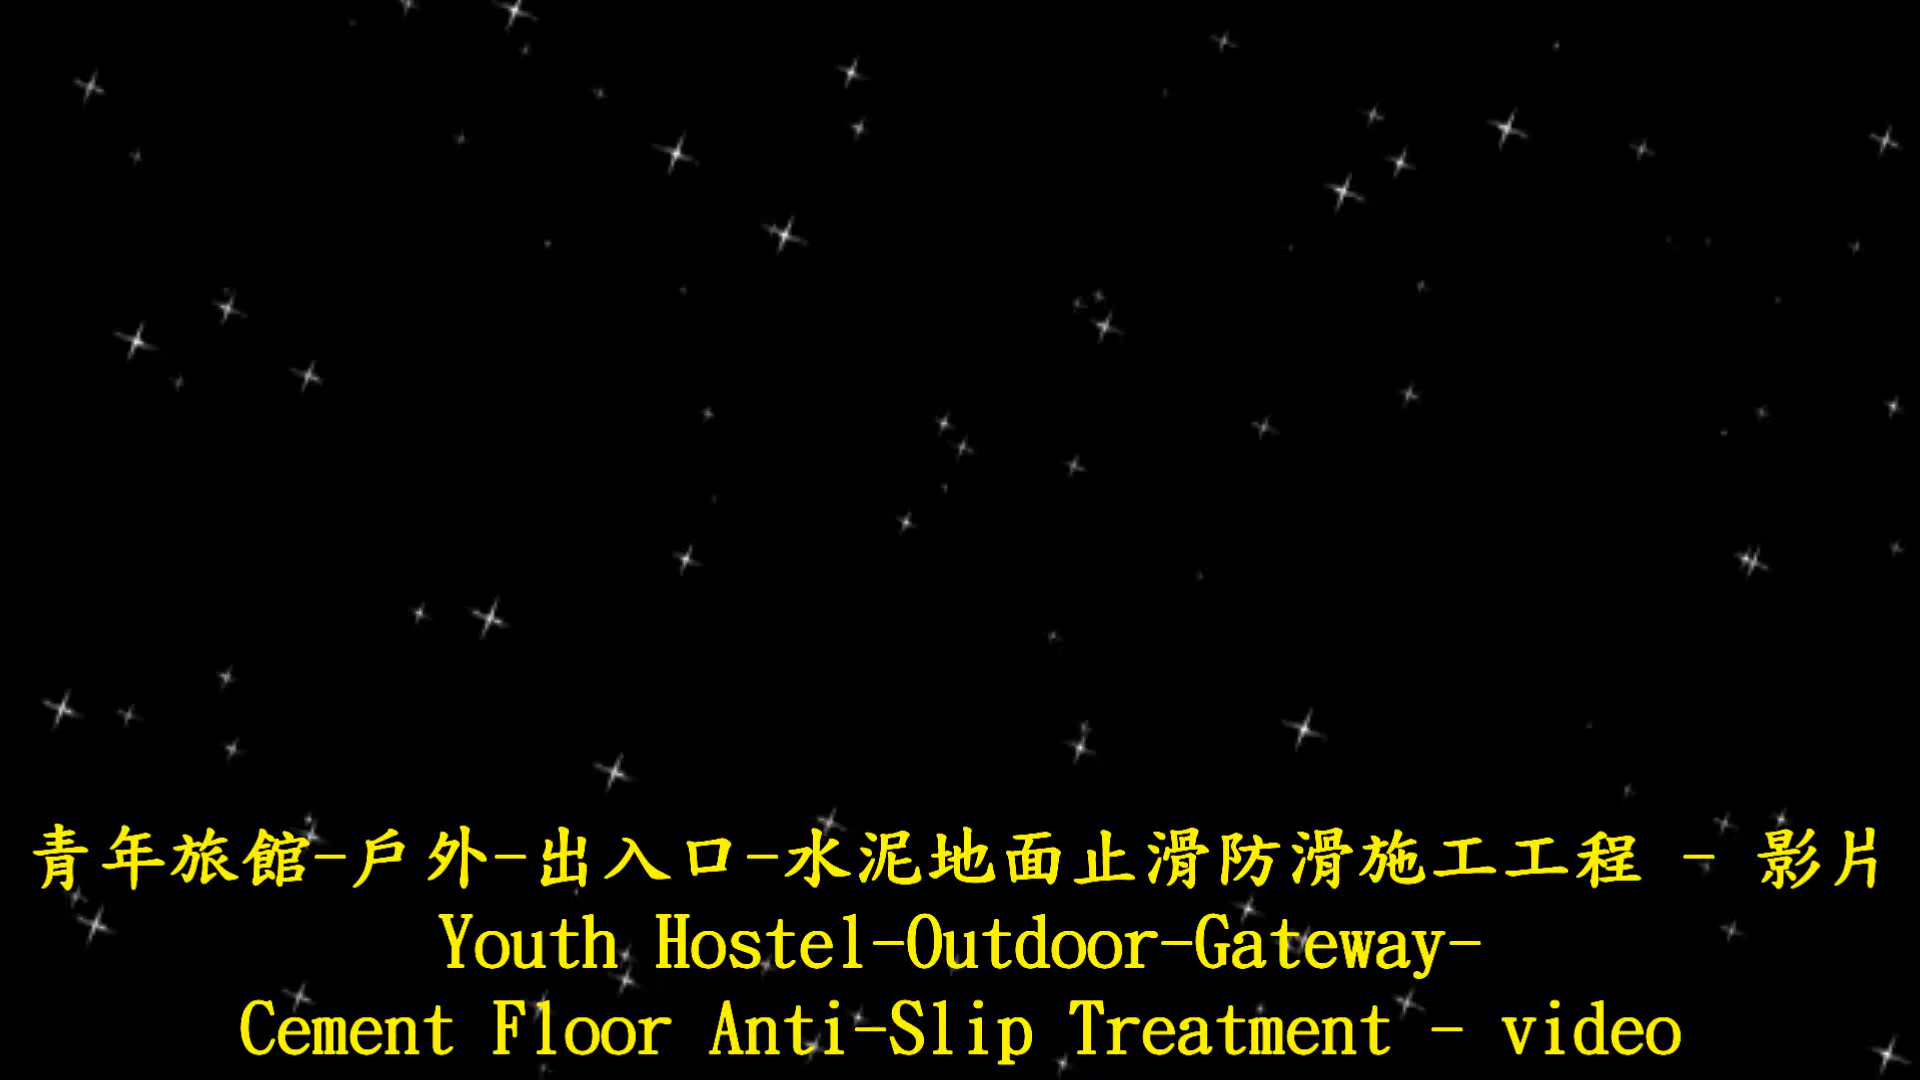 青年旅館-戶外-出入口-水泥地面止滑防滑施工工程 - 影片
Youth Hostel-Outdoor-Gateway-
Cement Floor Anti-Slip Treatment - video